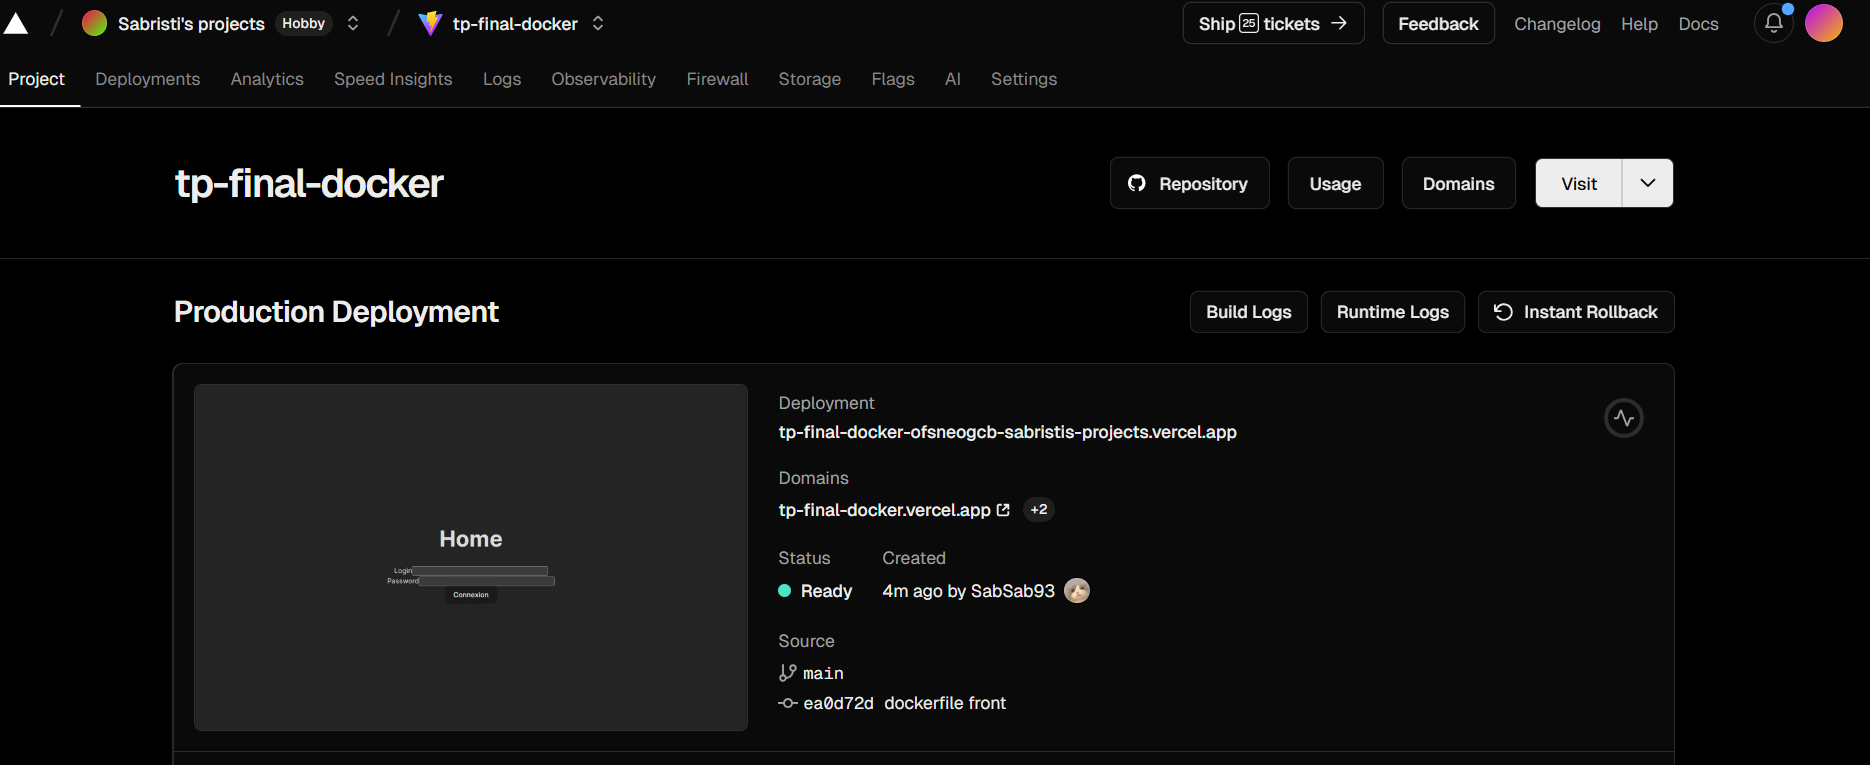 Sabristi's projects Hobby tp-final-docker Ship 25 tickets → Feedback Changelog Help Docs
Project Deployments Analytics Speed Insights Logs Observability Firewall Storage Flags AI Settings
tp-final-docker Repository Usage Domains Visit
Production Deployment Build Logs Runtime Logs Instant Rollback
Home
Login
Password
Connexion
Deployment
tp-final-docker-ofsneogcb-sabristis-projects.vercel.app
Domains
tp-final-docker.vercel.app +2
Status Created
Ready 4m ago by SabSab93
Source
main
ea0d72d dockerfile front